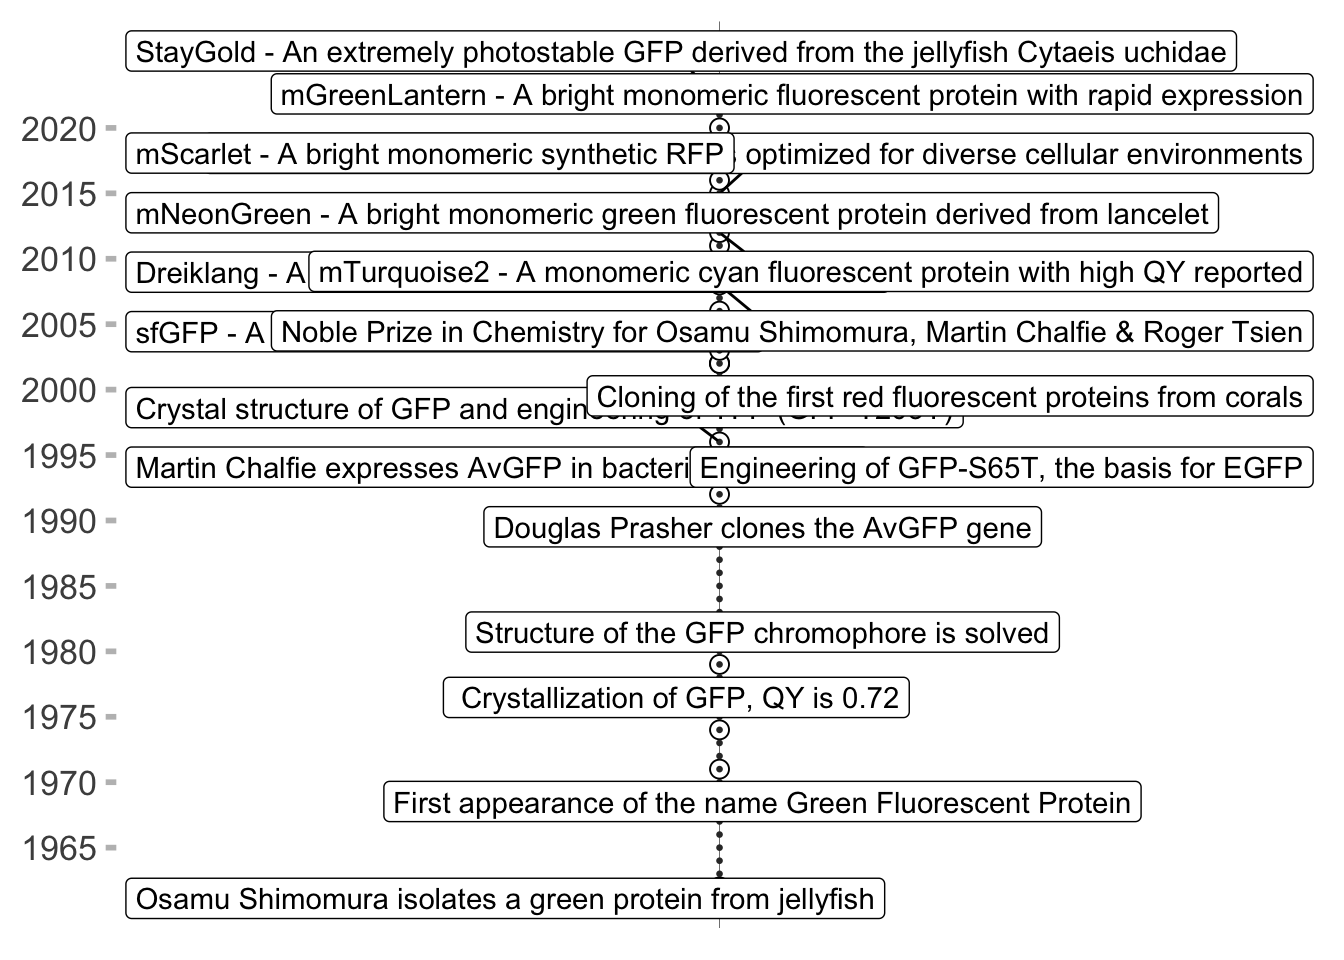 StayGold - An extremely photostable GFP derived from the jellyfish Cytaeis uchidae
mGreenLantern - A bright monomeric fluorescent protein with rapid expression
2020
mScarlet - A bright monomeric synthetic RFP
optimized for diverse cellular environments
2015
mNeonGreen - A bright monomeric green fluorescent protein derived from lancelet
2010
Dreiklang - A
mTurquoise2 - A monomeric cyan fluorescent protein with high QY reported
2005
sfGFP - A
Noble Prize in Chemistry for Osamu Shimomura, Martin Chalfie & Roger Tsien
2000
Cloning of the first red fluorescent proteins from corals
Crystal structure of GFP and
1995
Martin Chalfie expresses AvGFP in
Engineering of GFP-S65T, the basis for EGFP
1990
Douglas Prasher clones the AvGFP gene
1985
Structure of the GFP chromophore is solved
1980
Crystallization of GFP, QY is 0.72
1975
1970
First appearance of the name Green Fluorescent Protein
1965
Osamu Shimomura isolates a green protein from jellyfish